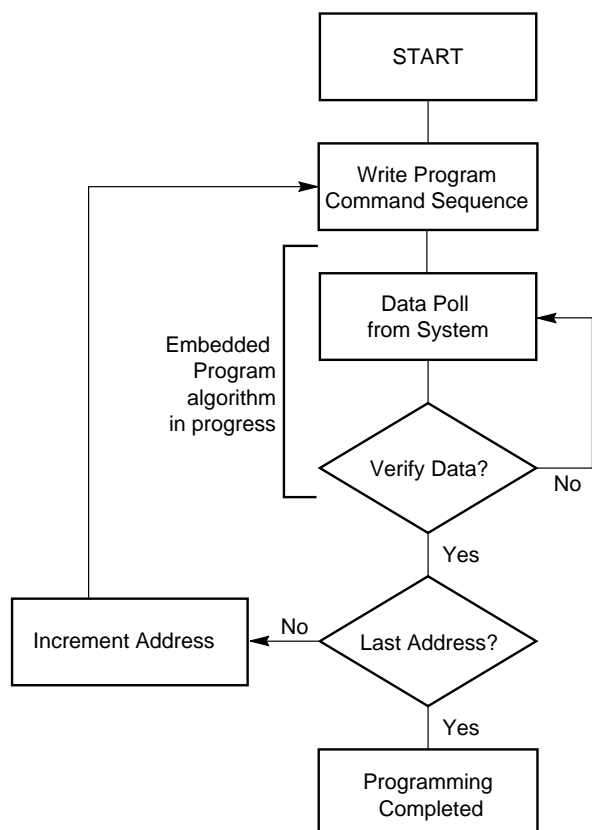 START
Write Program
Command Sequence
Data Poll
from System
Embedded
Program
algorithm
in progress
Verify Data?
No
Yes
Increment Address
No
Last Address?
Yes
Programming
Completed